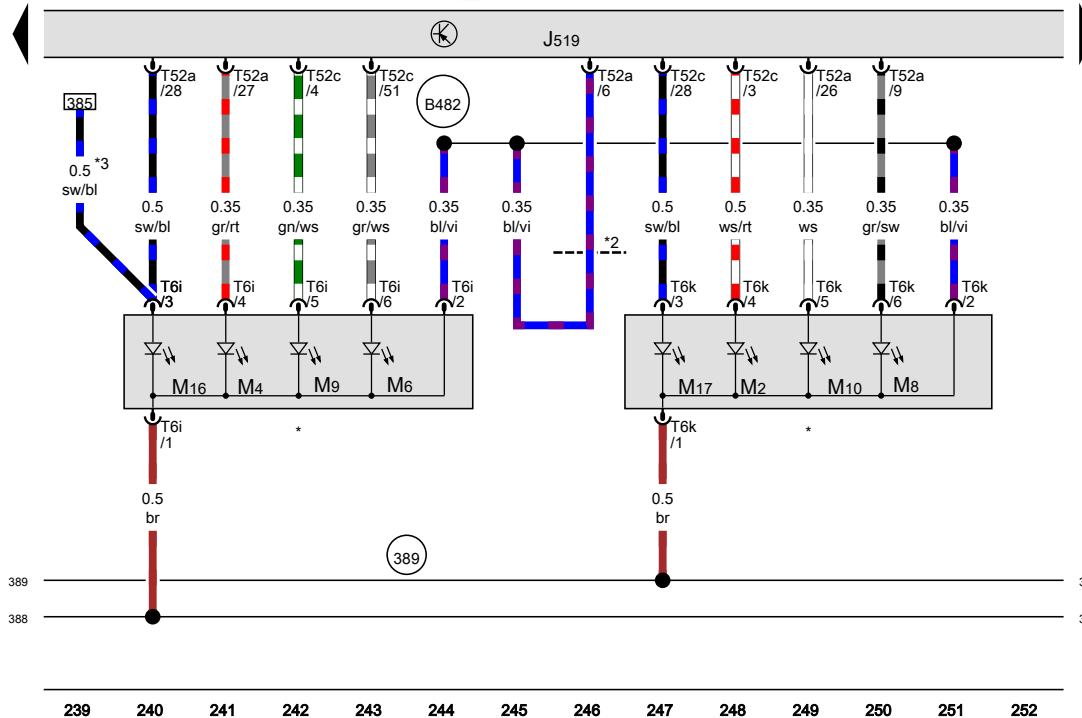 J519
T52a T52a T52c T52c T52a T52c T52c T52a T52a
/28 /27 /4 /51 /6 /28 /3 /26 /9
385
B482
0.5 *3
sw/bl
0.5 0.35 0.35 0.35 0.35 0.35 0.5 0.5 0.35 0.35 0.35
sw/bl gr/rt gn/ws gr/ws bl/vi bl/vi sw/bl ws/rt ws gr/sw bl/vi
*2
T6i T6i T6i T6i T6i T6k T6k T6k T6k T6k
/3 /4 /5 /6 /2 /3 /4 /5 /6 /2
M16 M4 M9 M6 M17 M2 M10 M8
T6i * T6k *
/1 /1
0.5 0.5
br br
389
389 3
388 3
239 240 241 242 243 244 245 246 247 248 249 250 251 252